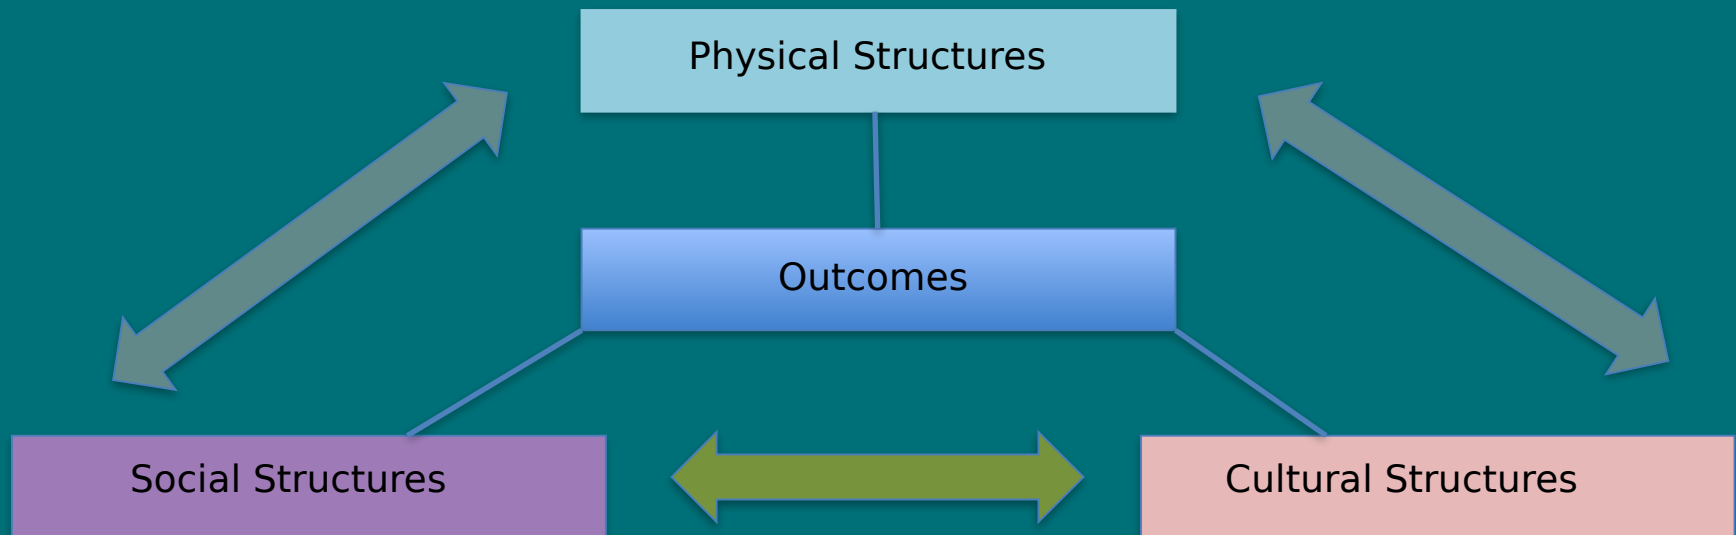 Physical Structures
Outcomes
Social Structures
Cultural Structures